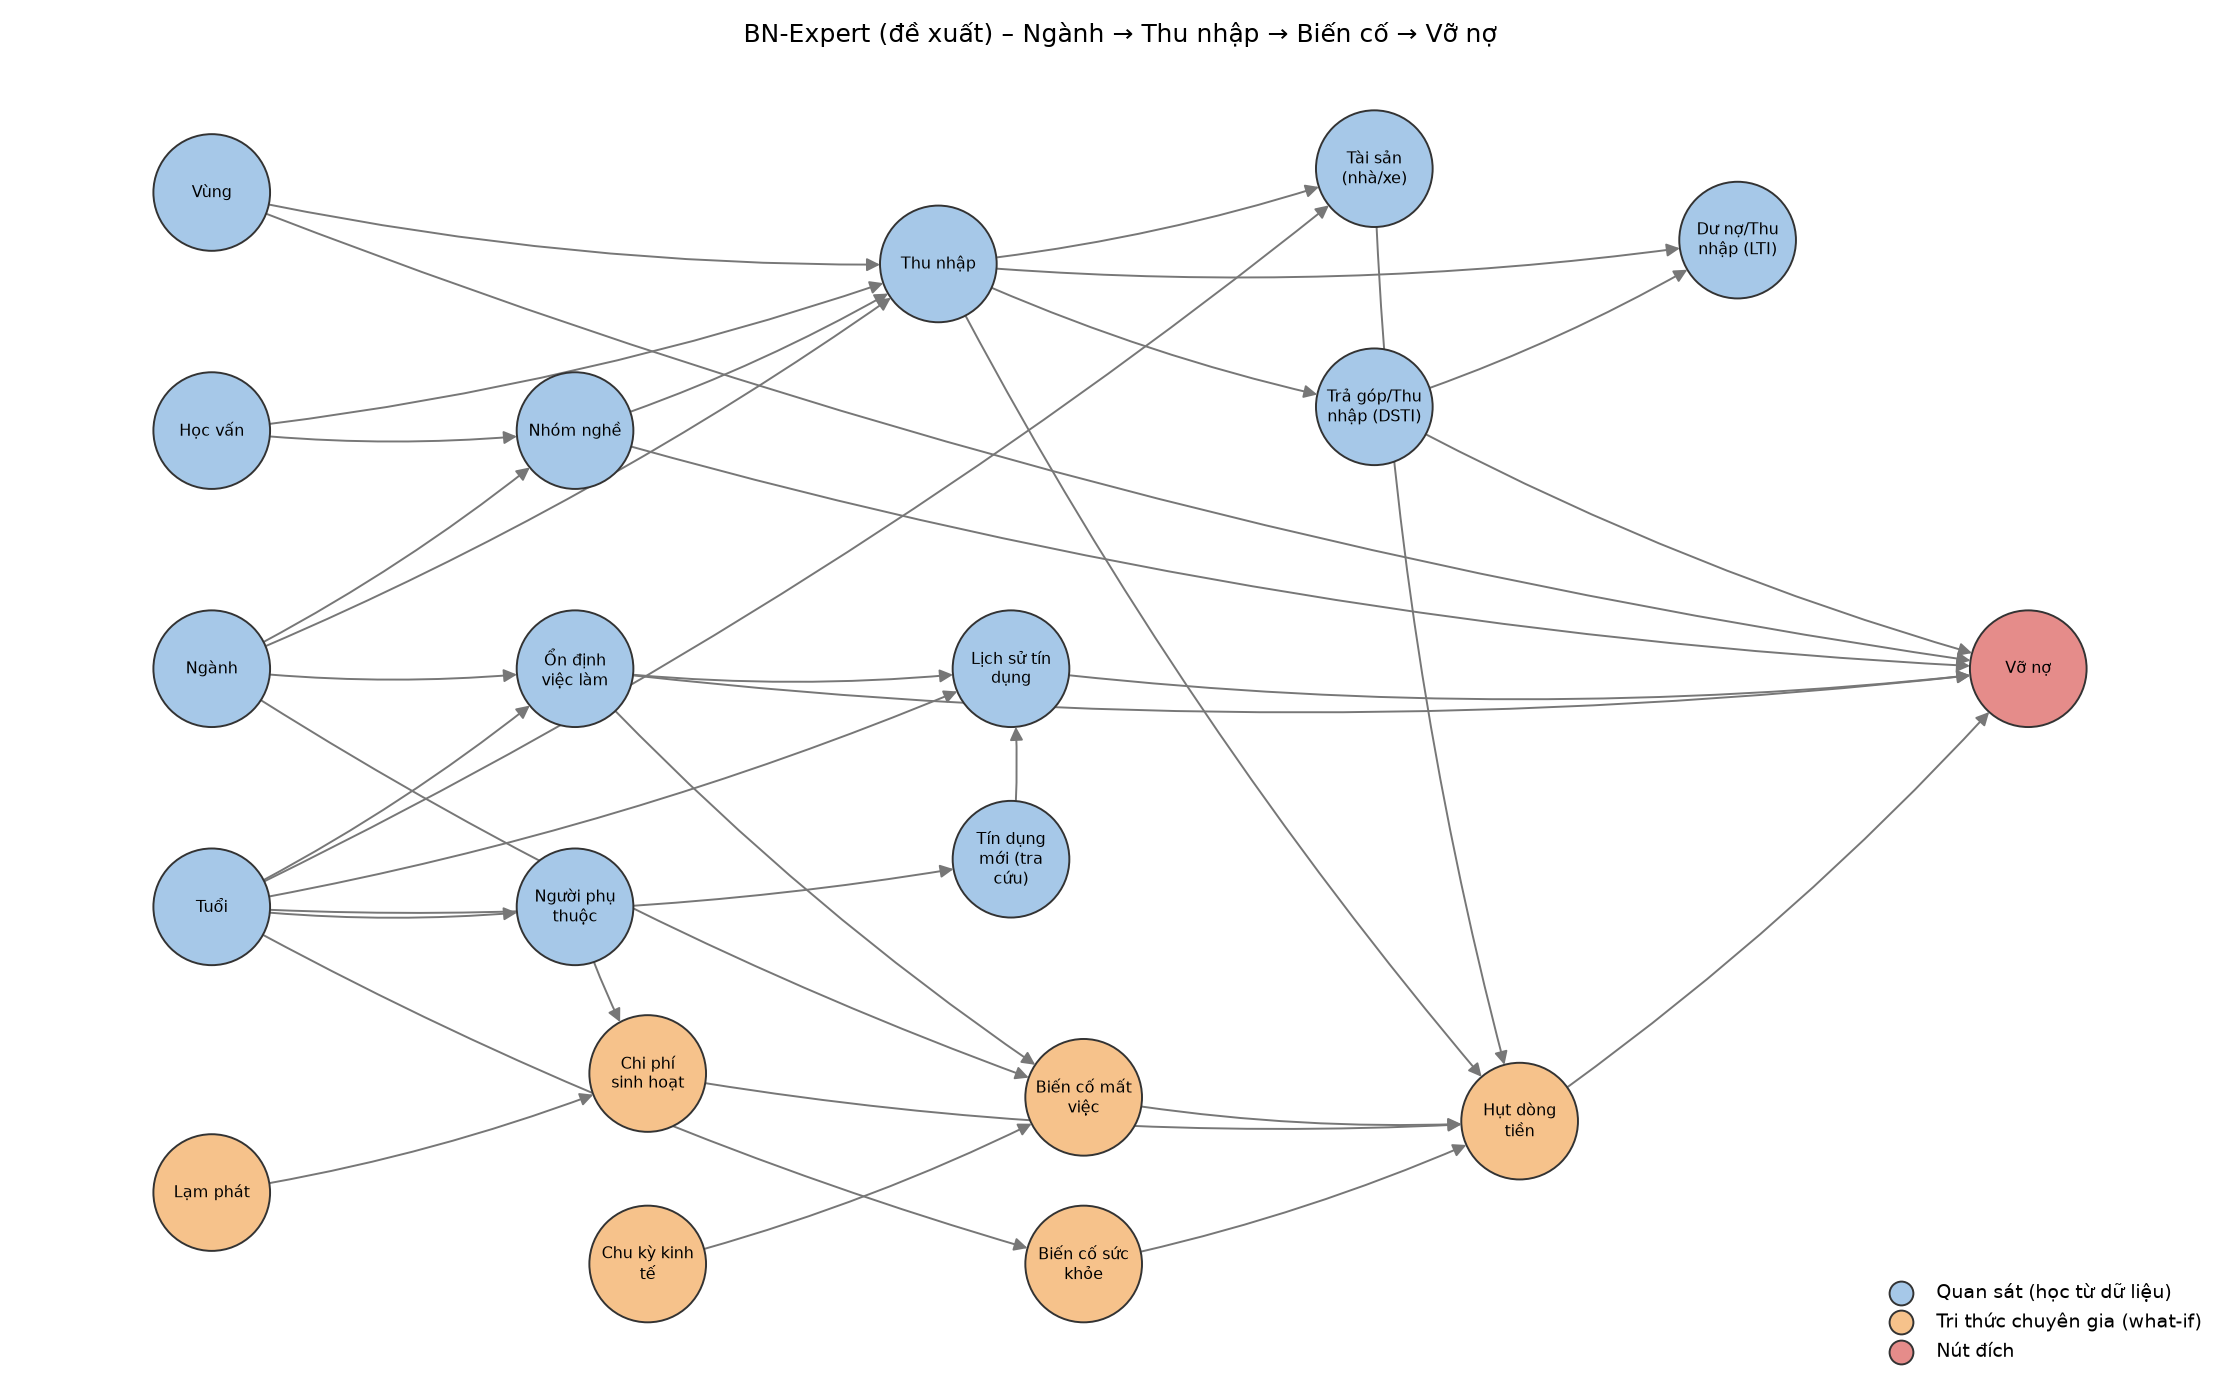 BN-Expert (đề xuất) – Ngành → Thu nhập → Biến cố → Vỡ nợ
Vùng
Học vấn
Ngành
Tuổi
Lạm phát
Nhóm nghề
Ổn định
việc làm
Người phụ
thuộc
Chi phí
sinh hoạt
Chu kỳ kinh
tế
Thu nhập
Lịch sử tín
dụng
Tín dụng
mới (tra
cứu)
Biến cố mất
việc
Biến cố sức
khỏe
Tài sản
(nhà/xe)
Trả góp/Thu
nhập (DSTI)
Hụt dòng
tiền
Dư nợ/Thu
nhập (LTI)
Vỡ nợ
Quan sát (học từ dữ liệu)
Tri thức chuyên gia (what-if)
Nút đích